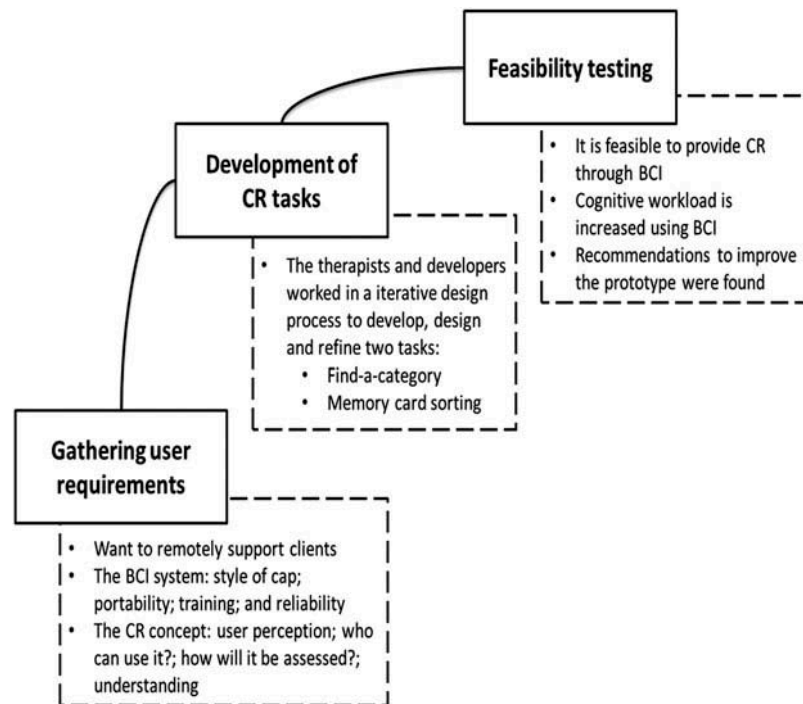 Feasibility testing
• It is feasible to provide CR
through BCI
• Cognitive workload is
increased using BCI
• Recommendations to improve
the prototype were found
Development of
CR tasks
• The therapists and developers
worked in a iterative design
process to develop, design
and refine two tasks:
• Find-a-category
• Memory card sorting
Gathering user
requirements
• Want to remotely support clients
• The BCI system: style of cap;
portability; training; and reliability
• The CR concept: user perception; who
can use it?; how will it be assessed?;
understanding